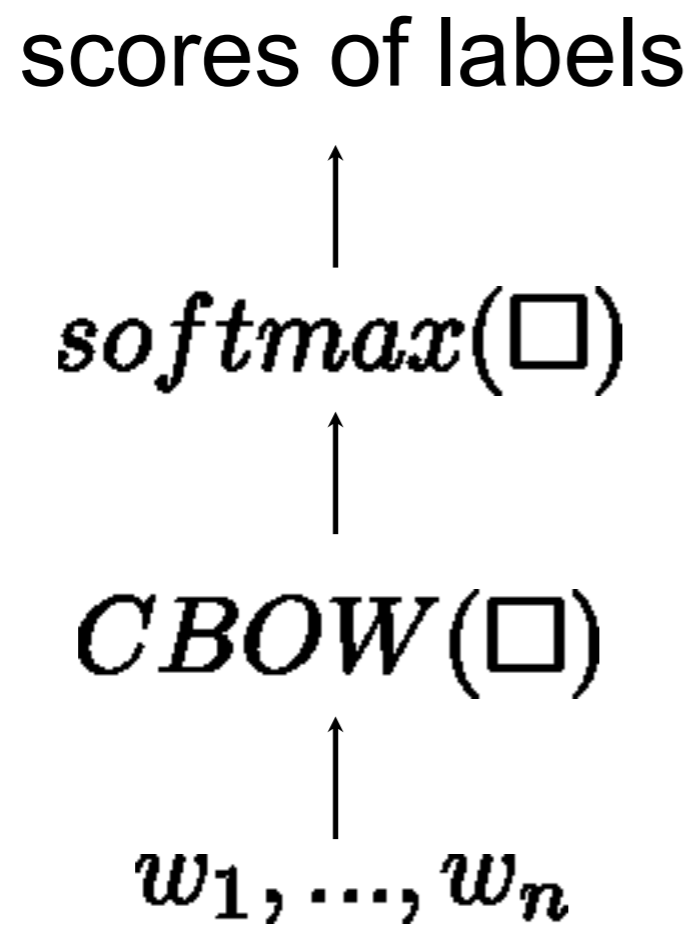 scores of labels
softmax(□)
CBOW(□)
w₁, ..., wₙ